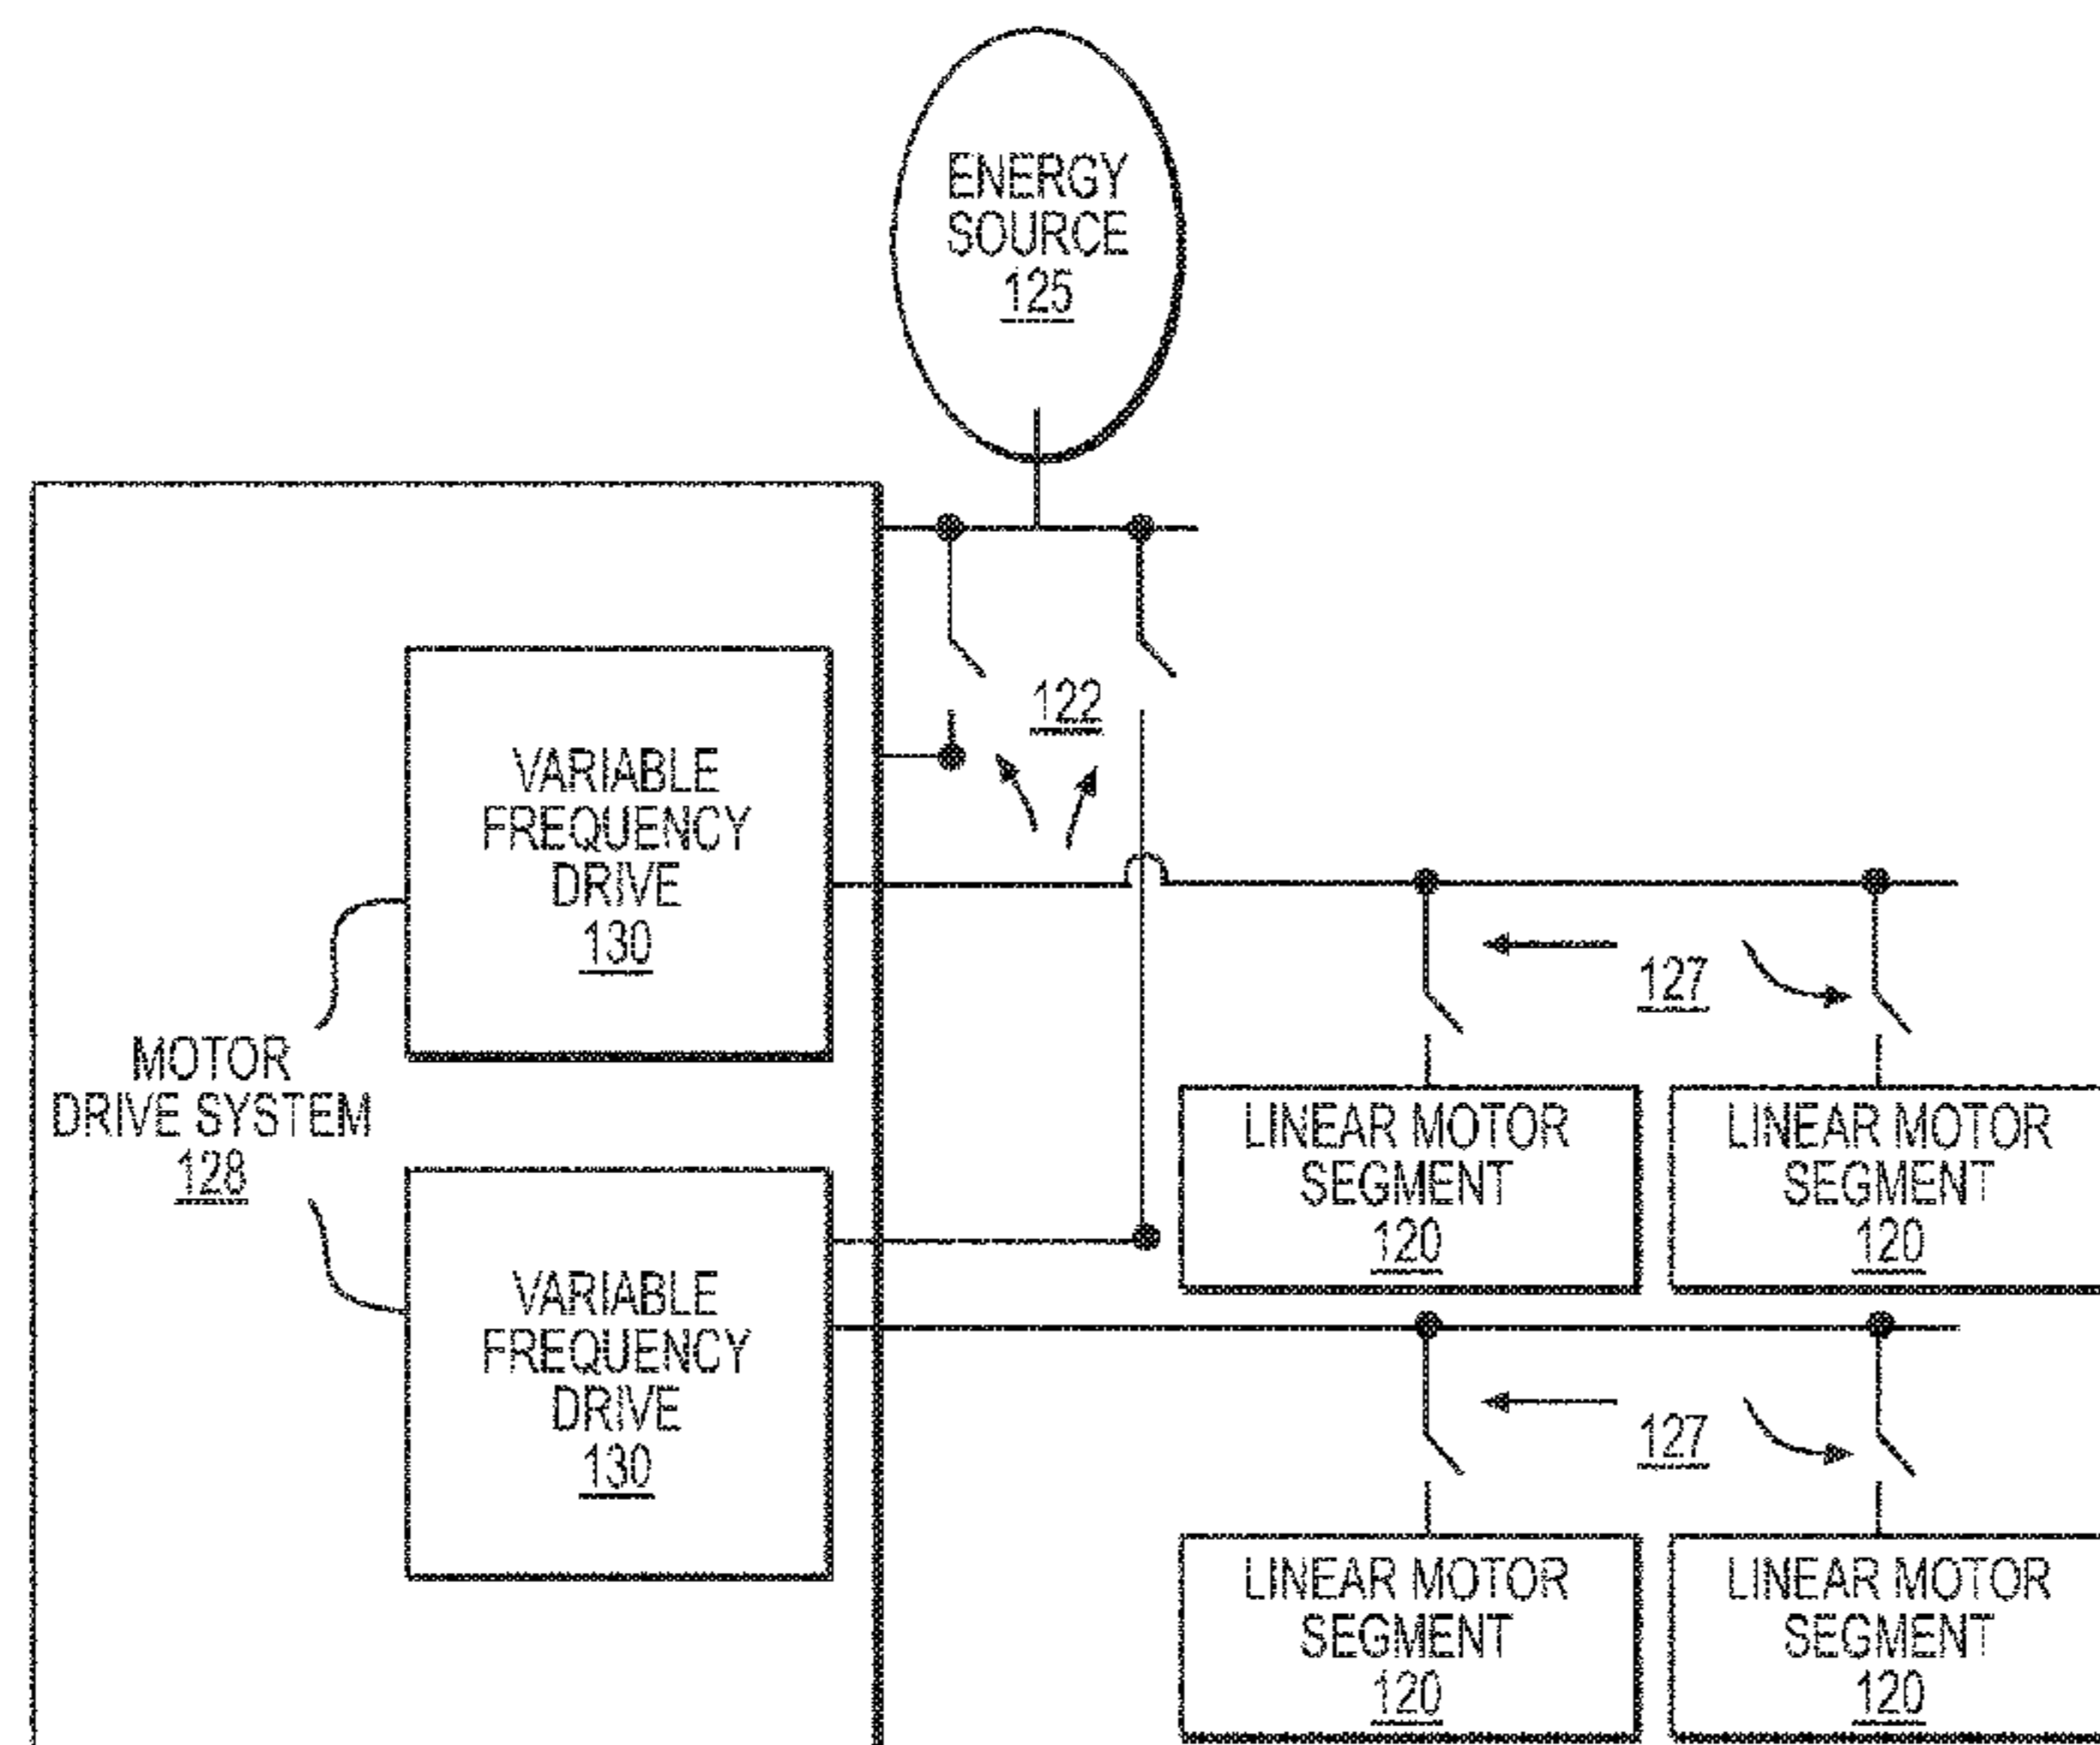 ENERGY
SOURCE
125
122
VARIABLE
FREQUENCY
DRIVE
130
127
MOTOR
DRIVE SYSTEM
128
LINEAR MOTOR
SEGMENT
120
LINEAR MOTOR
SEGMENT
120
VARIABLE
FREQUENCY
DRIVE
130
127
LINEAR MOTOR
SEGMENT
120
LINEAR MOTOR
SEGMENT
120